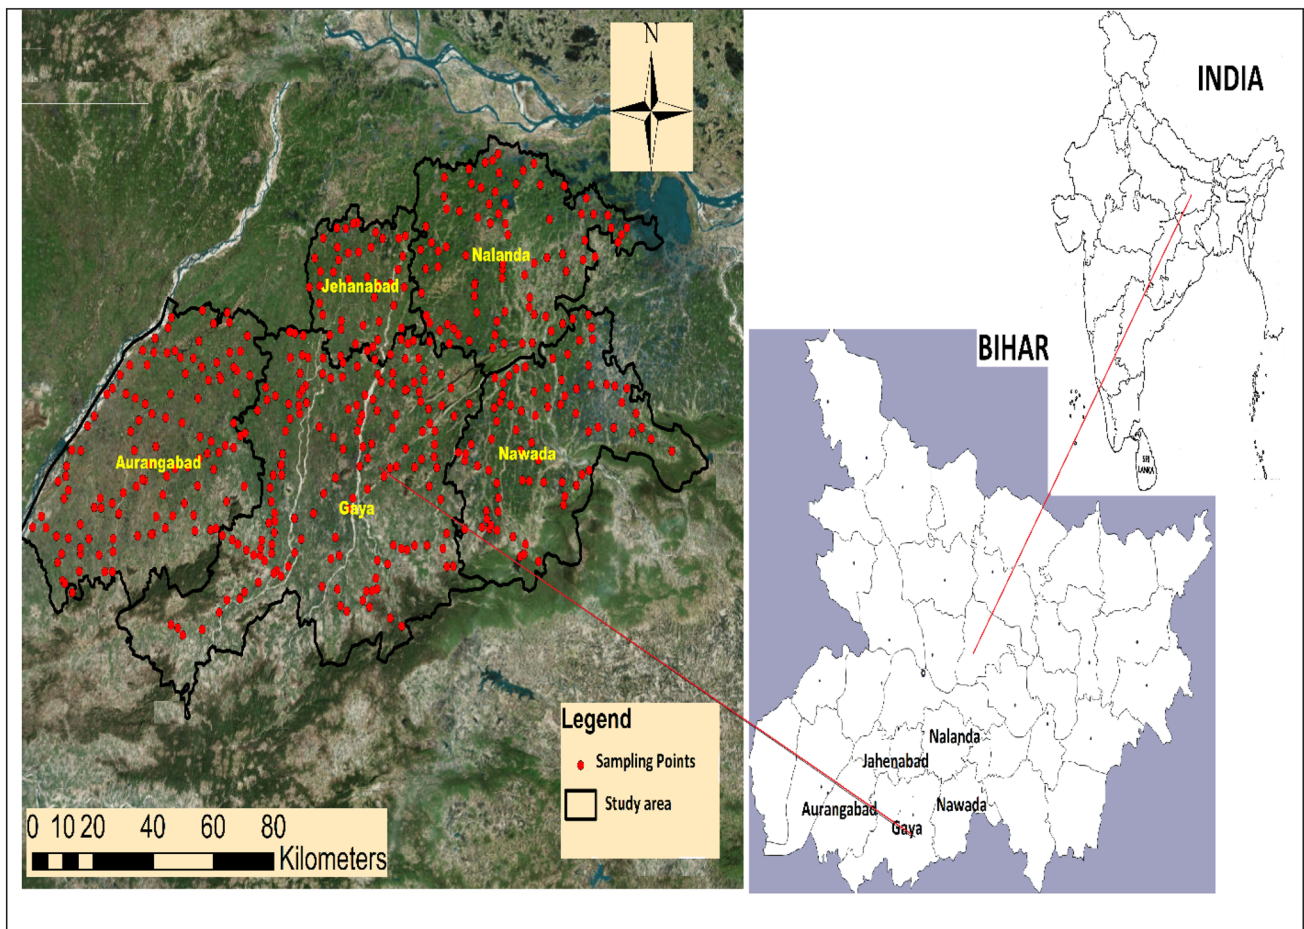 N
INDIA
Nalanda
Jehanabad
Aurangabad
Nawada
Gaya
BIHAR
SRI
LANKA
Legend
Sampling Points
Study area
0 10 20 40 60 80
Kilometers
Nalanda
Jahenabad
Aurangabad
Nawada
Gaya